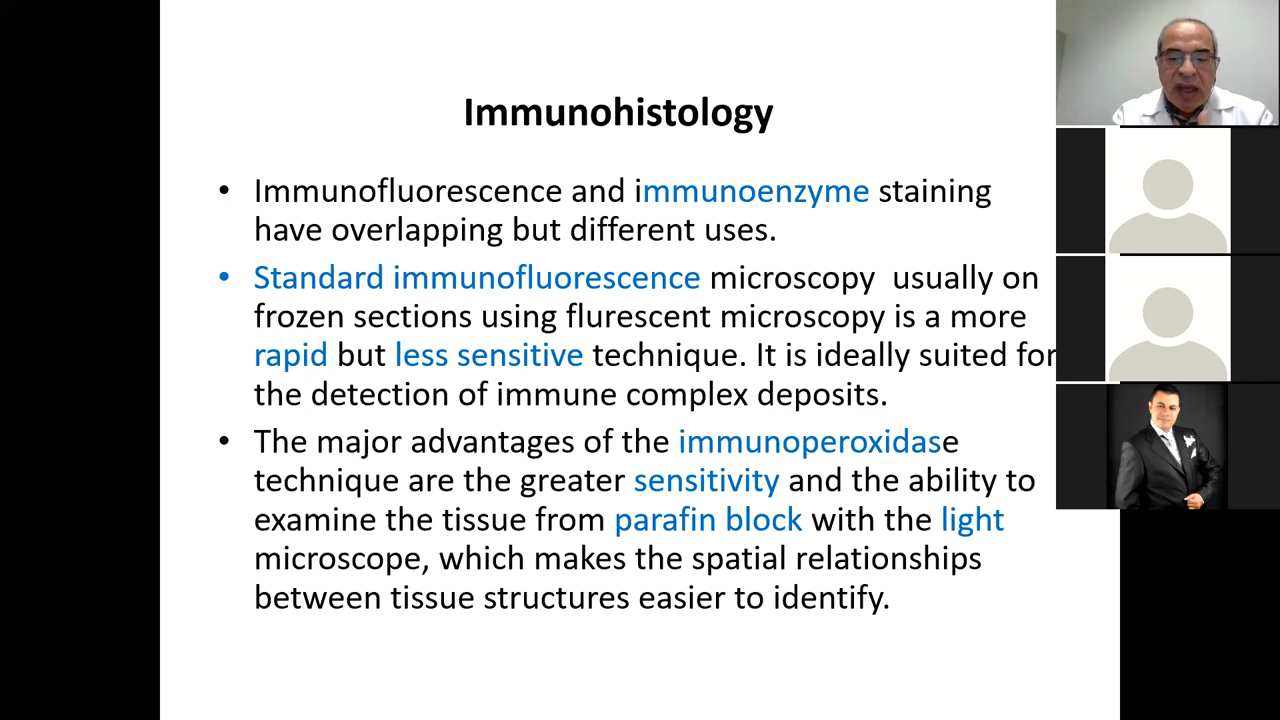 Immunohistology
• Immunofluorescence and immunoenzyme staining
have overlapping but different uses.
• Standard immunofluorescence microscopy  usually on
frozen sections using flurescent microscopy is a more
rapid but less sensitive technique. It is ideally suited for
the detection of immune complex deposits.
• The major advantages of the immunoperoxidase
technique are the greater sensitivity and the ability to
examine the tissue from parafin block with the light
microscope, which makes the spatial relationships
between tissue structures easier to identify.